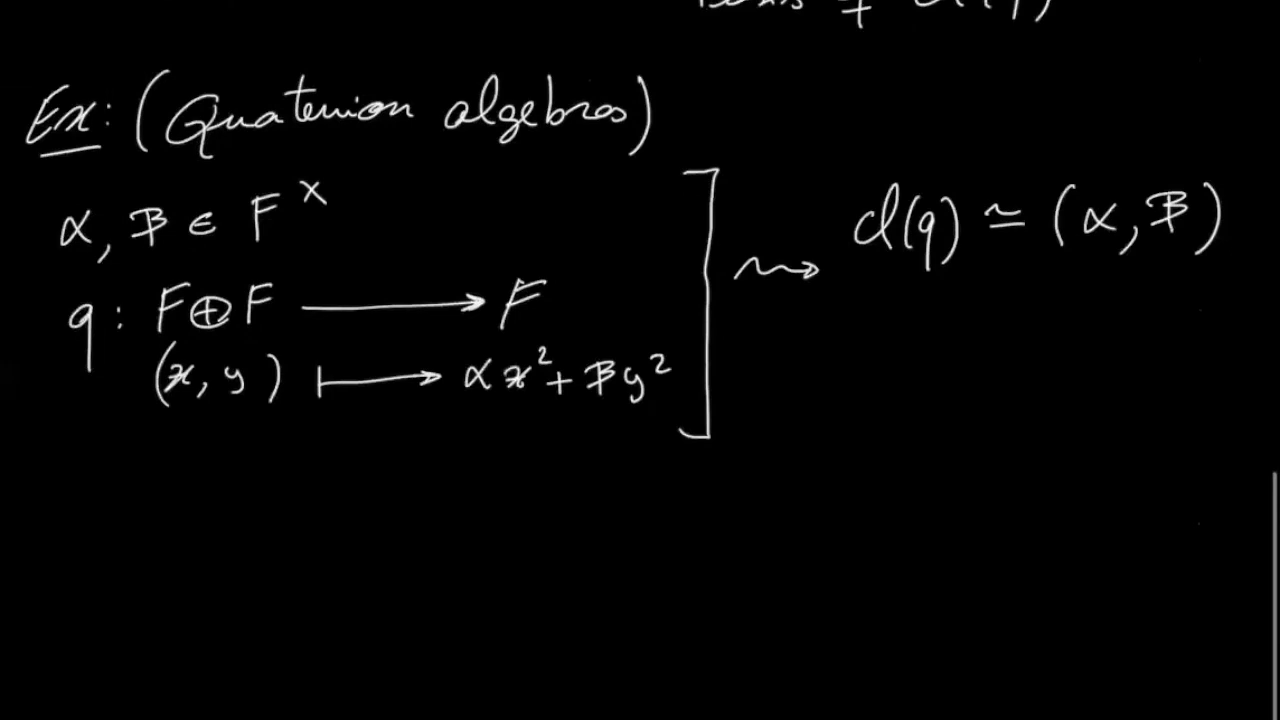 Ex: (Quaternion algebras)
α, β ∈ F^× ⇝ Cl(q) ≃ (α, β)
q: F⊕F ⟶ F
(x, y) ⟼ αx² + βy²